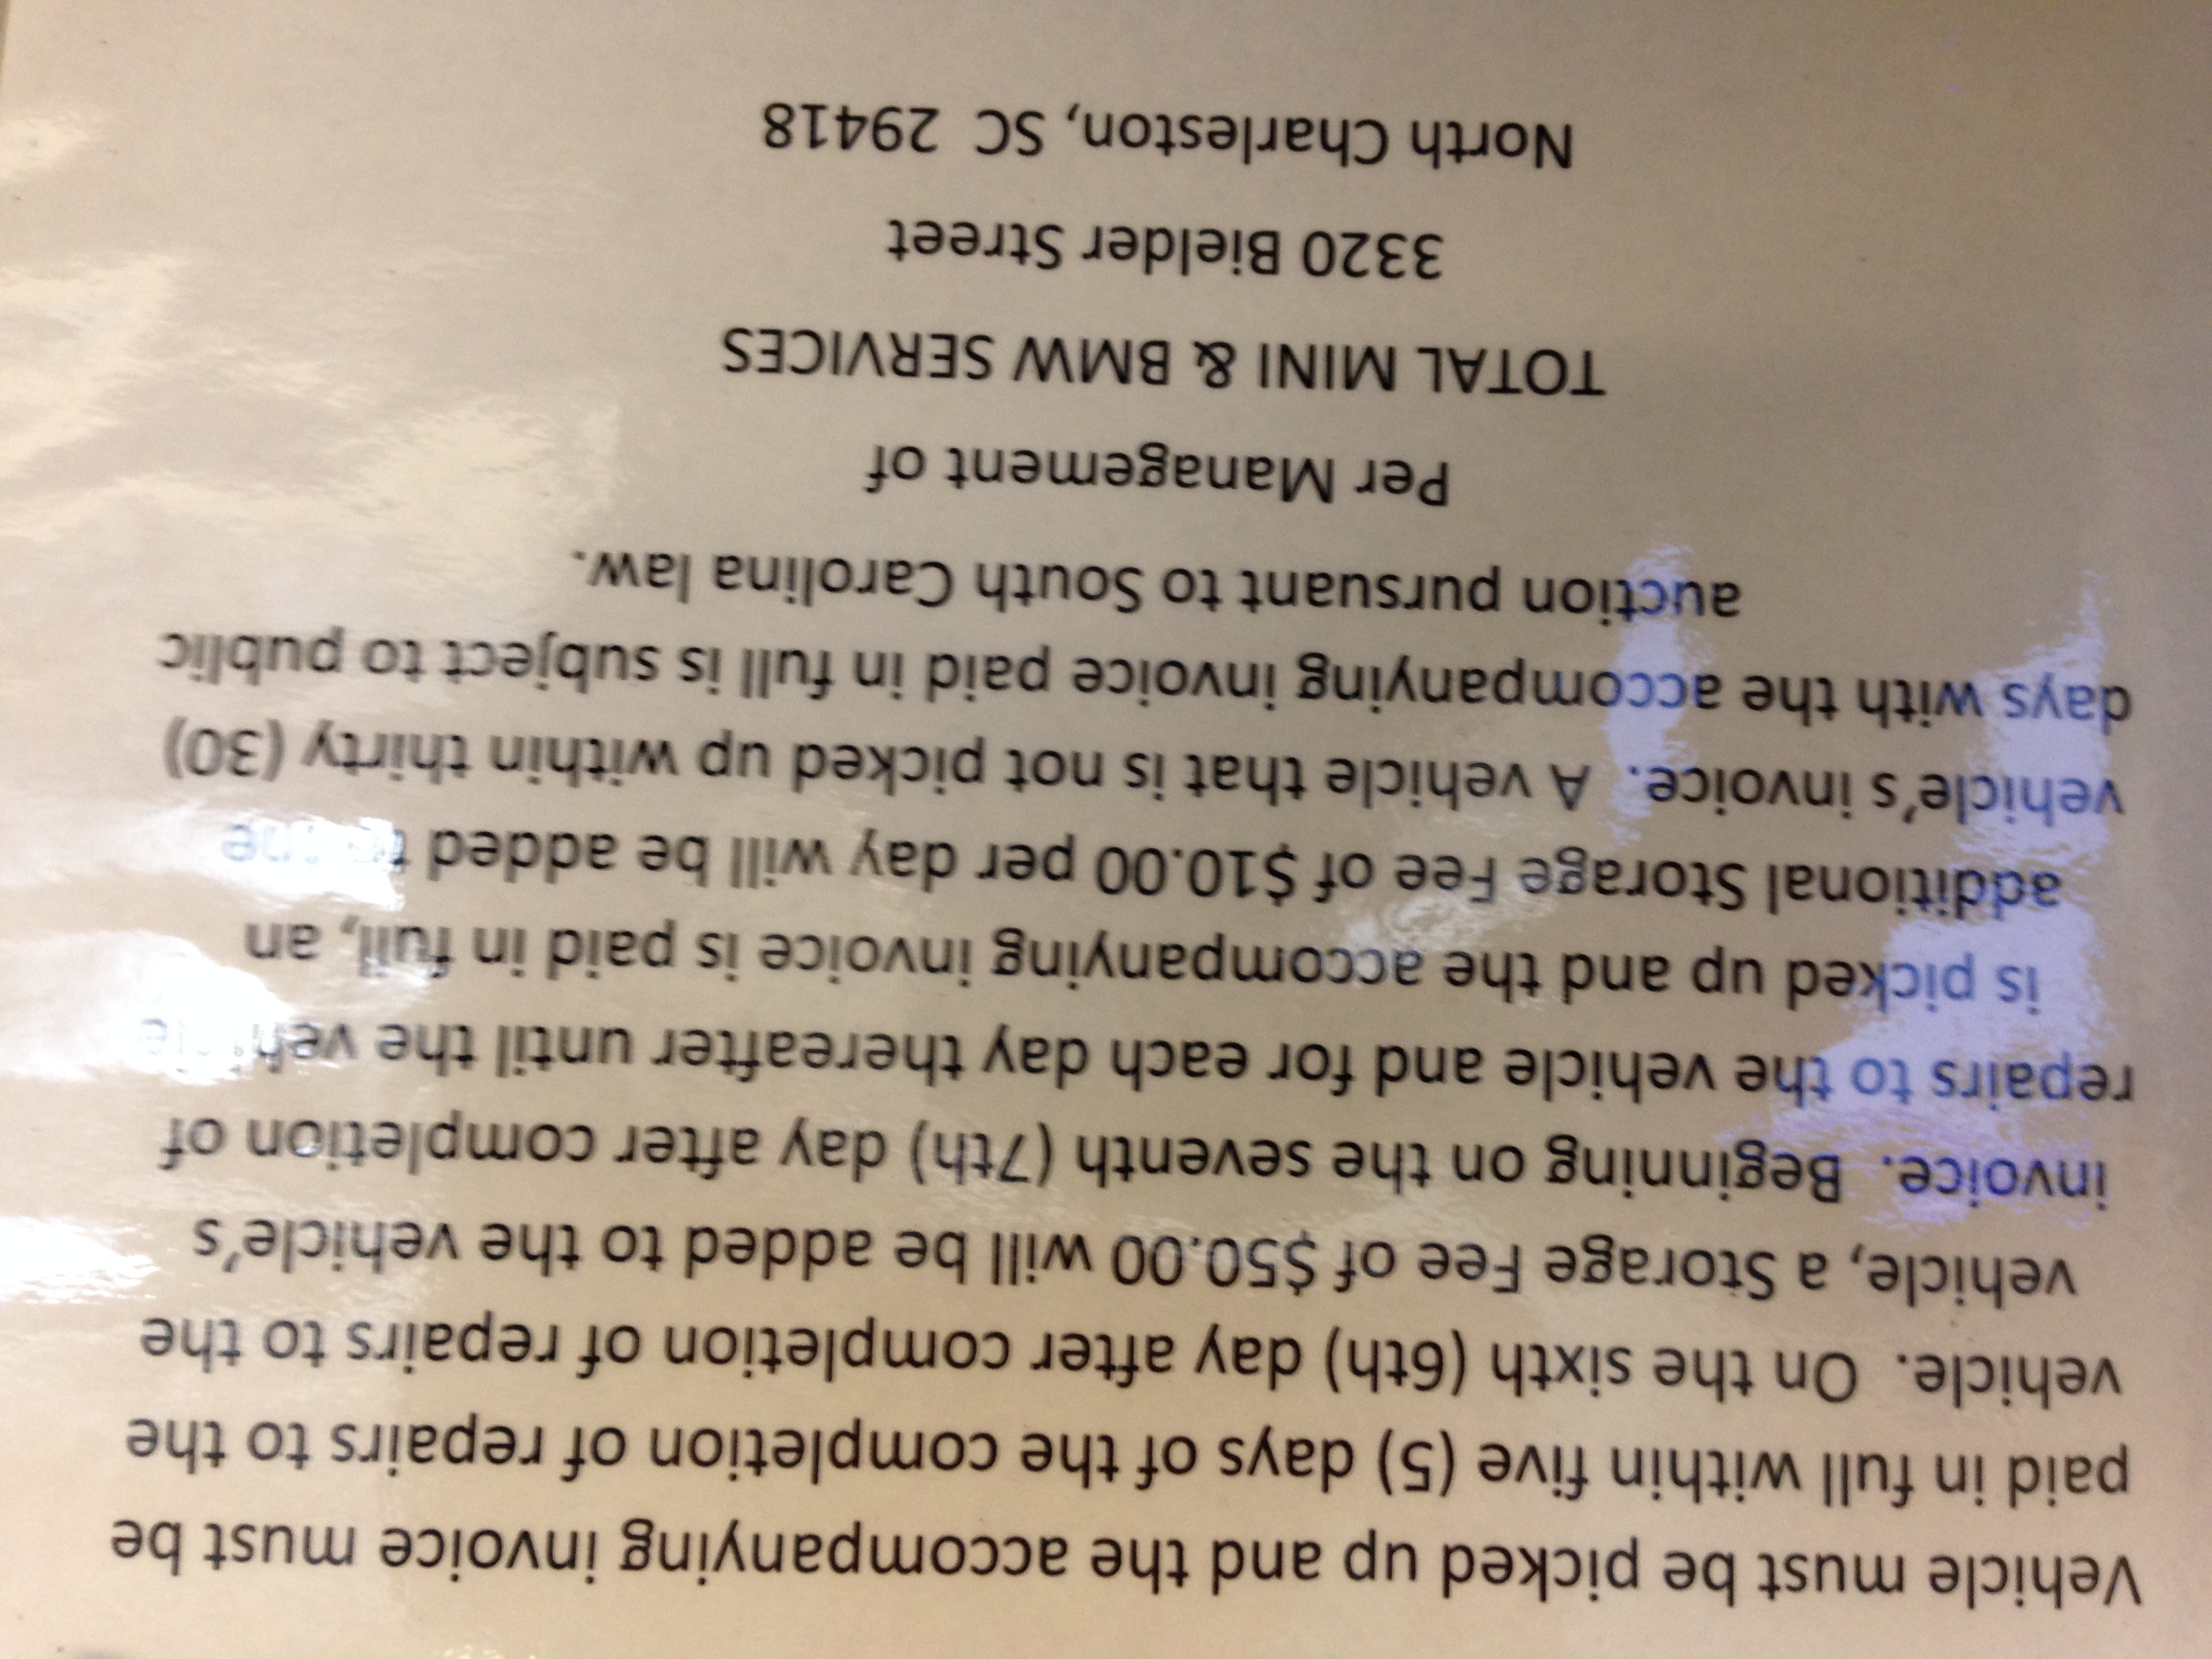 Vehicle must be picked up and the accompanying invoice must be
paid in full within five (5) days of the completion of repairs to the
vehicle. On the sixth (6th) day after completion of repairs to the
vehicle, a Storage Fee of $50.00 will be added to the vehicle's
invoice. Beginning on the seventh (7th) day after completion of
repairs to the vehicle and for each day thereafter until the vehicle
is picked up and the accompanying invoice is paid in full, an
additional Storage Fee of $10.00 per day will be added to the
vehicle's invoice. A vehicle that is not picked up within thirty (30)
days with the accompanying invoice paid in full is subject to public
auction pursuant to South Carolina law.
Per Management of
TOTAL MINI & BMW SERVICES
3320 Bielder Street
North Charleston, SC 29418